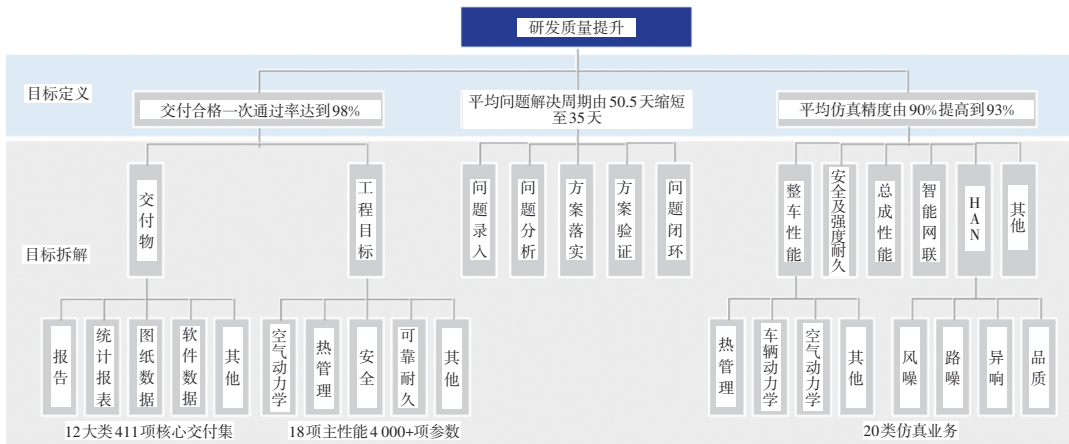 研发质量提升
目标定义
交付合格一次通过率达到98%
平均问题解决周期由50.5天缩短
至35天
平均仿真精度由90%提高到93%
目标拆解
交付物
工程目标
问题录入
问题分析
方案落实
方案验证
问题闭环
整车性能
安全及强度耐久
总成性能
智能网联
HAN
其他
报告
统计报表
图纸数据
软件数据
其他
空气动力学
热管理
安全
可靠耐久
其他
热管理
车辆动力学
空气动力学
其他
风噪
路噪
异响
品质
12大类411项核心交付集
18项主性能4 000+项参数
20类仿真业务